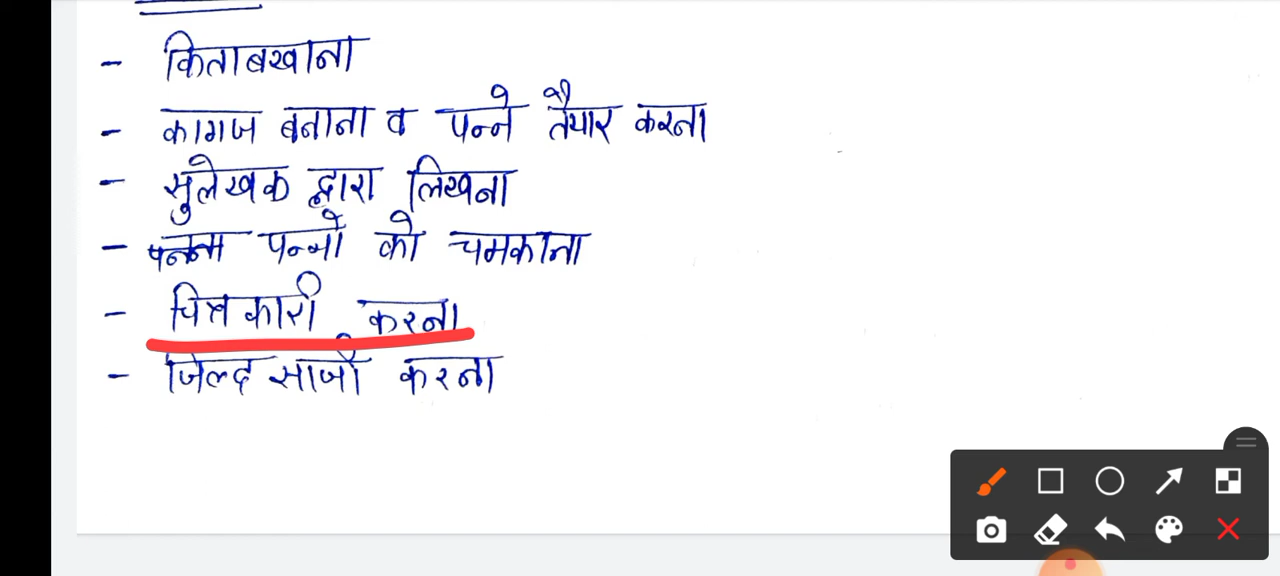 - किताबखाना
- कागज बनाना व पन्ने तैयार करना
- सुलेखक द्वारा लिखना
- पन्नों को चमकाना
- चित्रकारी करना
- जिल्दसाजी करना